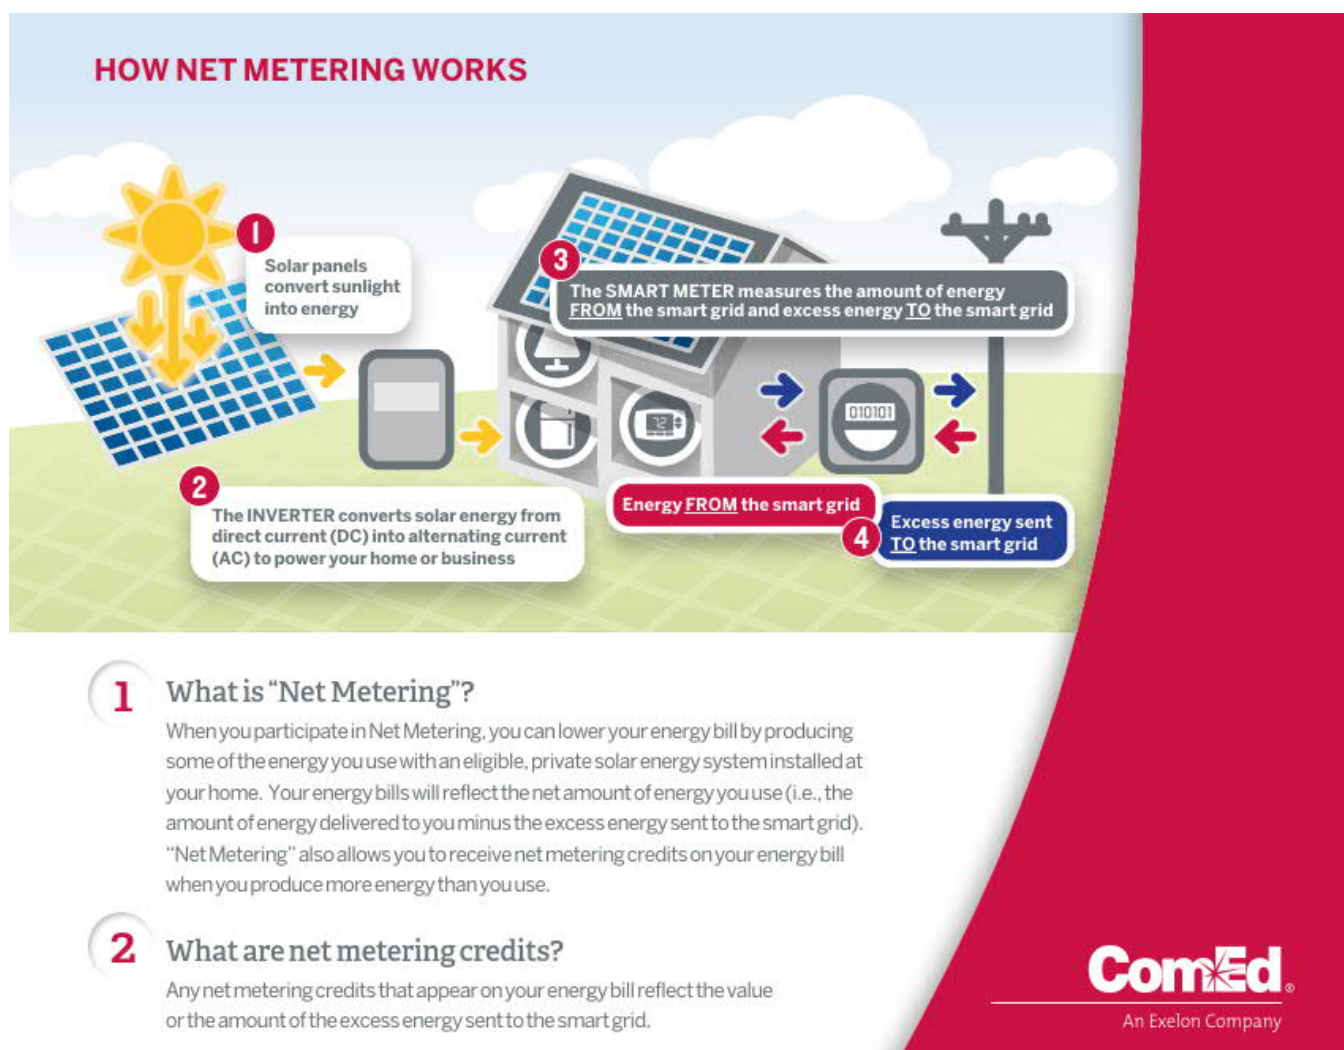 HOW NET METERING WORKS
1
Solar panels
convert sunlight
into energy
3
The SMART METER measures the amount of energy
FROM the smart grid and excess energy TO the smart grid
72
010101
2
The INVERTER converts solar energy from
direct current (DC) into alternating current
(AC) to power your home or business
Energy FROM the smart grid
4
Excess energy sent
TO the smart grid
1
What is “Net Metering”?
When you participate in Net Metering, you can lower your energy bill by producing
some of the energy you use with an eligible, private solar energy system installed at
your home. Your energy bills will reflect the net amount of energy you use (i.e., the
amount of energy delivered to you minus the excess energy sent to the smart grid).
“Net Metering” also allows you to receive net metering credits on your energy bill
when you produce more energy than you use.
2
What are net metering credits?
Any net metering credits that appear on your energy bill reflect the value
or the amount of the excess energy sent to the smart grid.
ComEd®
An Exelon Company